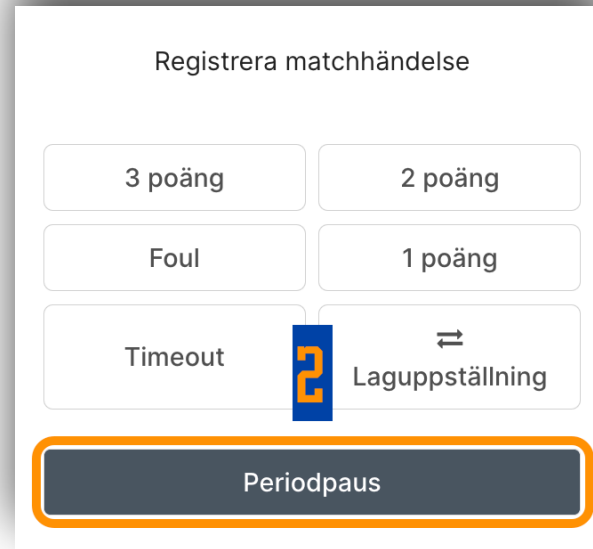 Registrera matchhändelse
3 poäng
2 poäng
Foul
1 poäng
Timeout
2
Laguppställning
Periodpaus